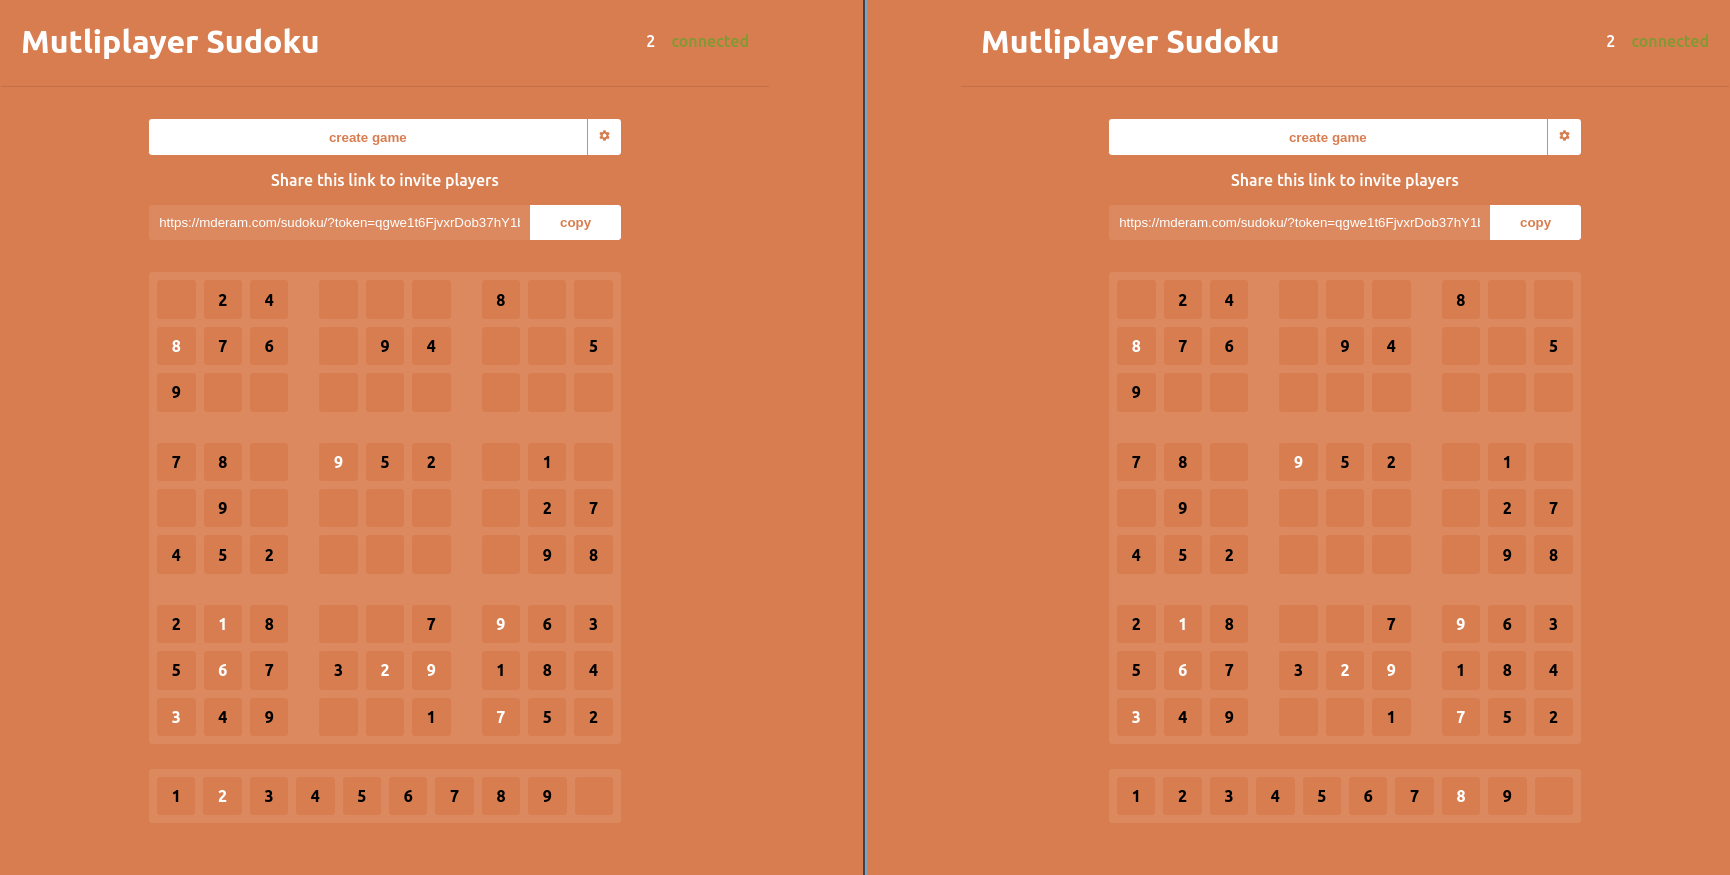 Mutliplayer Sudoku 2 connected
create game
Share this link to invite players
https://mderam.com/sudoku/?token=qgwe1t6FjvxrDob37hY1 copy
2 4 8
8 7 6 9 4 5
9
7 8 9 5 2 1
9 2 7
4 5 2 9 8
2 1 8 7 9 6 3
5 6 7 3 2 9 1 8 4
3 4 9 1 7 5 2
1 2 3 4 5 6 7 8 9
Mutliplayer Sudoku 2 connected
create game
Share this link to invite players
https://mderam.com/sudoku/?token=qgwe1t6FjvxrDob37hY1 copy
2 4 8
8 7 6 9 4 5
9
7 8 9 5 2 1
9 2 7
4 5 2 9 8
2 1 8 7 9 6 3
5 6 7 3 2 9 1 8 4
3 4 9 1 7 5 2
1 2 3 4 5 6 7 8 9